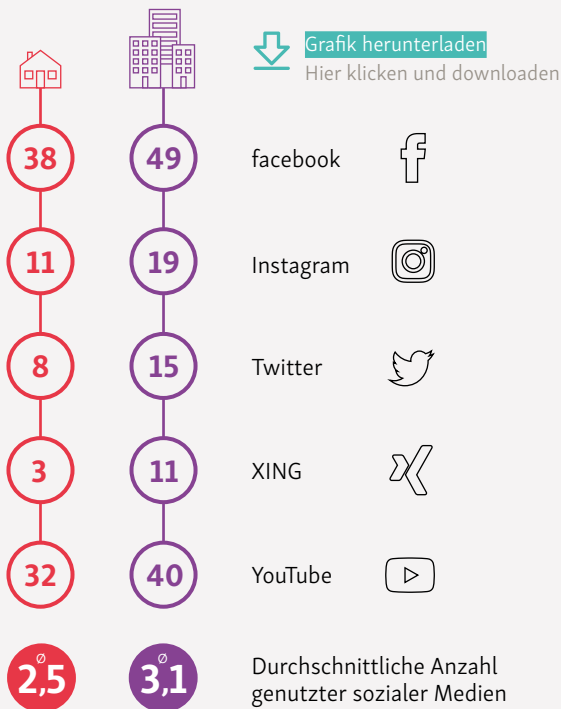 Grafik herunterladen
Hier klicken und downloaden
38 49 facebook
11 19 Instagram
8 15 Twitter
3 11 XING
32 40 YouTube
Ø Ø
2,5 3,1 Durchschnittliche Anzahl
genutzter sozialer Medien